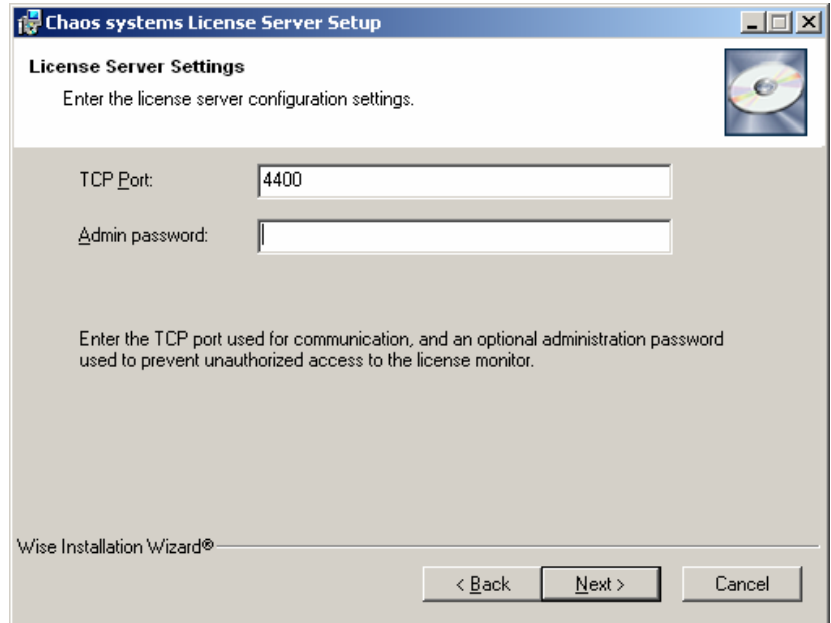 Chaos systems License Server Setup
License Server Settings
Enter the license server configuration settings.
TCP Port: 4400
Admin password:
Enter the TCP port used for communication, and an optional administration password
used to prevent unauthorized access to the license monitor.
Wise Installation Wizard®
< Back Next > Cancel